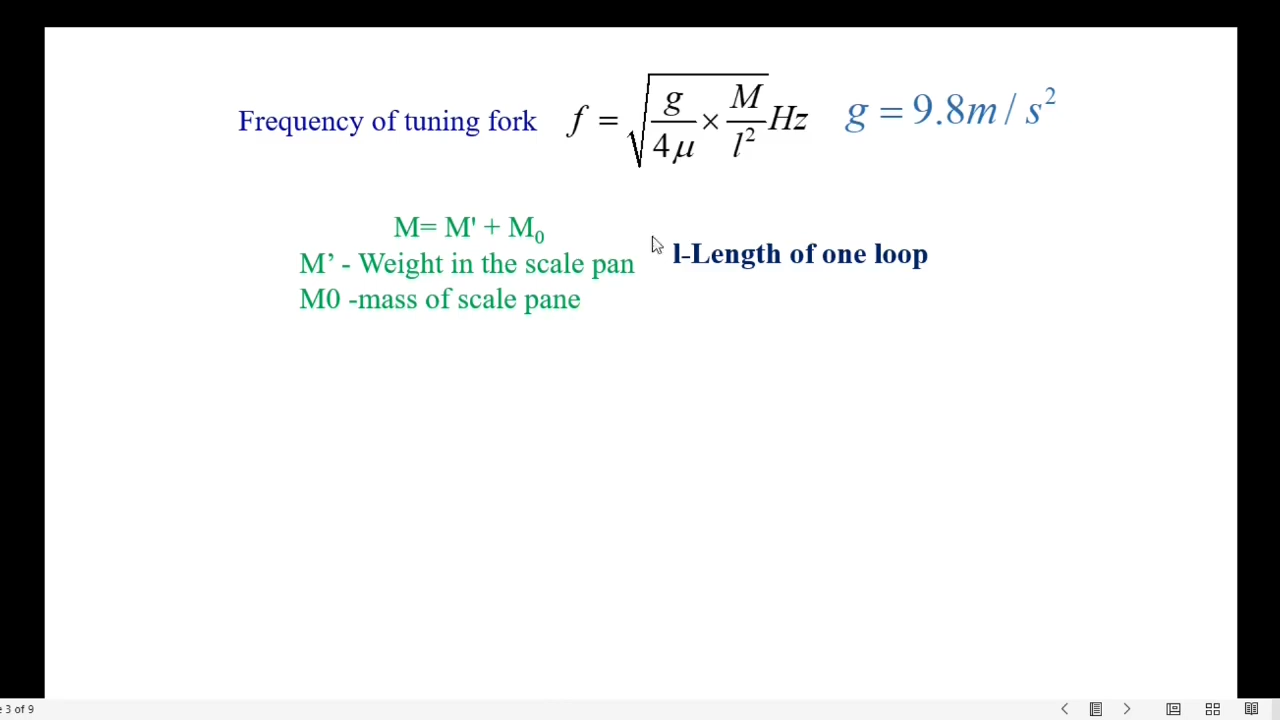 Frequency of tuning fork f = √(g/4μ × M/l²) Hz g = 9.8m / s²
M= M' + M₀
M’ - Weight in the scale pan
l-Length of one loop
M0 -mass of scale pane
3 of 9